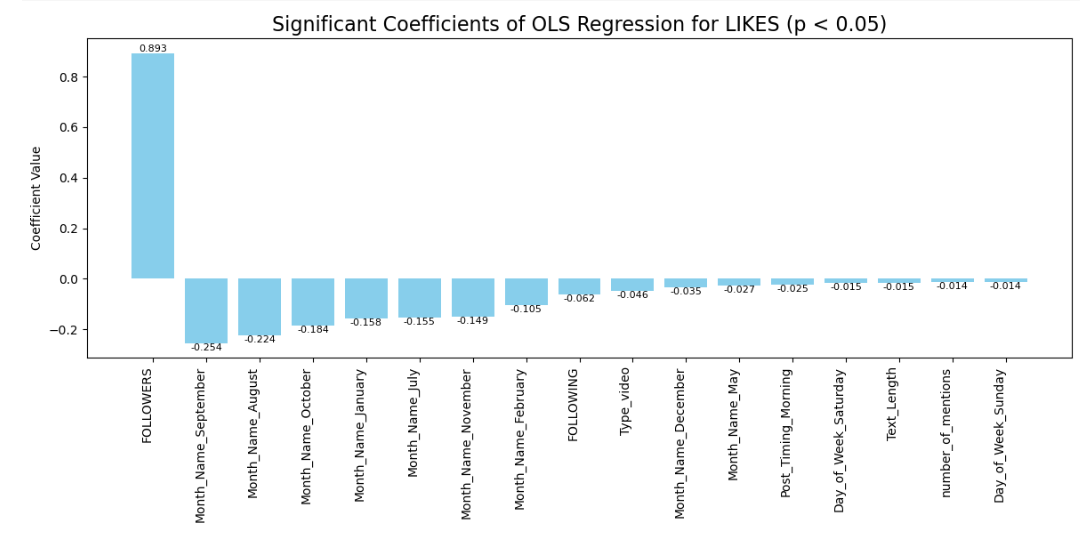 Significant Coefficients of OLS Regression for LIKES (p < 0.05)
Coefficient Value
0.8
0.6
0.4
0.2
0.0
−0.2
0.893
-0.254
-0.224
-0.184
-0.158
-0.155
-0.149
-0.105
-0.062
-0.046
-0.035
-0.027
-0.025
-0.015
-0.015
-0.014
-0.014
FOLLOWERS
Month_Name_September
Month_Name_August
Month_Name_October
Month_Name_January
Month_Name_July
Month_Name_November
Month_Name_February
FOLLOWING
Type_video
Month_Name_December
Month_Name_May
Post_Timing_Morning
Day_of_Week_Saturday
Text_Length
number_of_mentions
Day_of_Week_Sunday